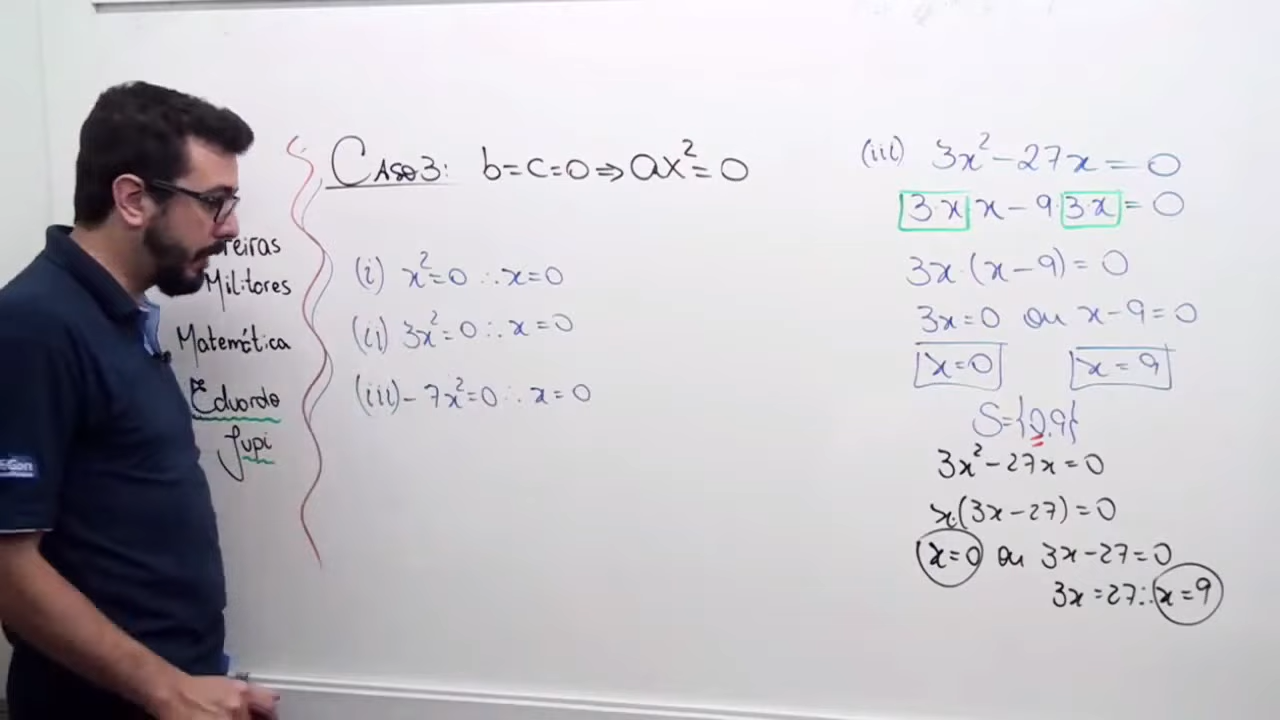 Caso 3: b=c=0⇒ax²=0
(i) x²=0 ∴ x=0
(ii) 3x²=0 ∴ x=0
(iii) -7x²=0 ∴ x=0
Militares
Matemática
Eduardo
Jupi
(iii) 3x²-27x=0
3·x x-9·3·x=0
3x·(x-9)=0
3x=0 ou x-9=0
x=0 x=9
S={0,9}
3x²-27x=0
x·(3x-27)=0
x=0 ou 3x-27=0
3x=27 ∴ x=9